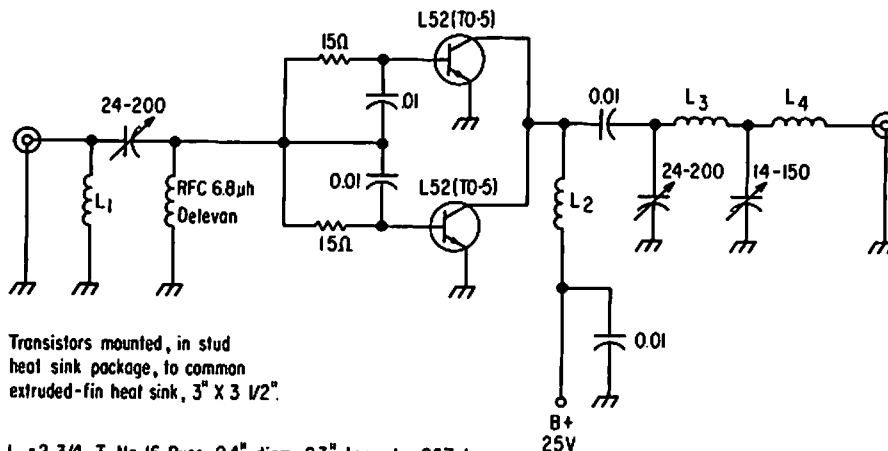 L52(TO-5)
15Ω
24-200
.01
0.01
L3
L4
L1
RFC 6.8μh
Delevan
0.01
L52(TO-5)
24-200
14-150
L2
15Ω
0.01
Transistors mounted, in stud
heat sink package, to common
extruded-fin heat sink, 3" X 3 1/2".
B+
25V